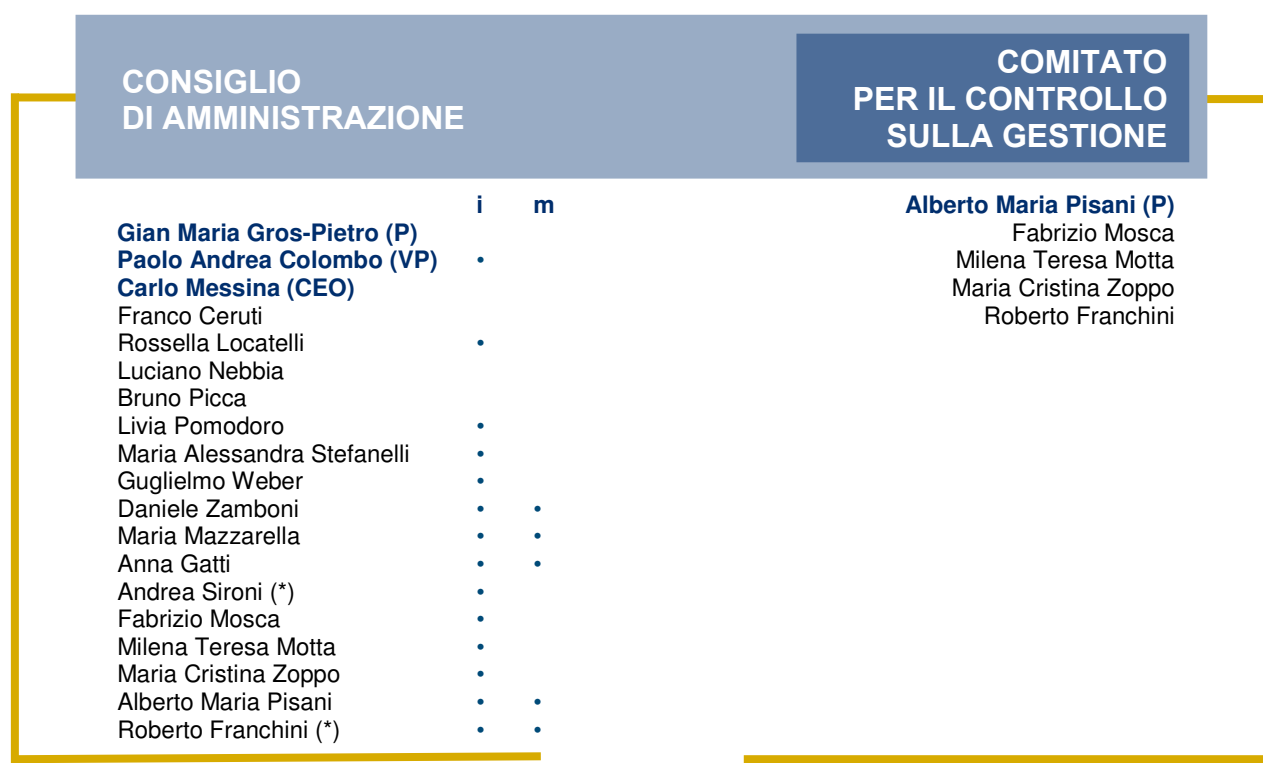 CONSIGLIO
DI AMMINISTRAZIONE
COMITATO
PER IL CONTROLLO
SULLA GESTIONE
i m
Gian Maria Gros-Pietro (P)
Paolo Andrea Colombo (VP) •
Carlo Messina (CEO)
Franco Ceruti
Rossella Locatelli •
Luciano Nebbia
Bruno Picca
Livia Pomodoro •
Maria Alessandra Stefanelli •
Guglielmo Weber •
Daniele Zamboni • •
Maria Mazzarella • •
Anna Gatti • •
Andrea Sironi (*) •
Fabrizio Mosca •
Milena Teresa Motta •
Maria Cristina Zoppo •
Alberto Maria Pisani • •
Roberto Franchini (*) • •
Alberto Maria Pisani (P)
Fabrizio Mosca
Milena Teresa Motta
Maria Cristina Zoppo
Roberto Franchini